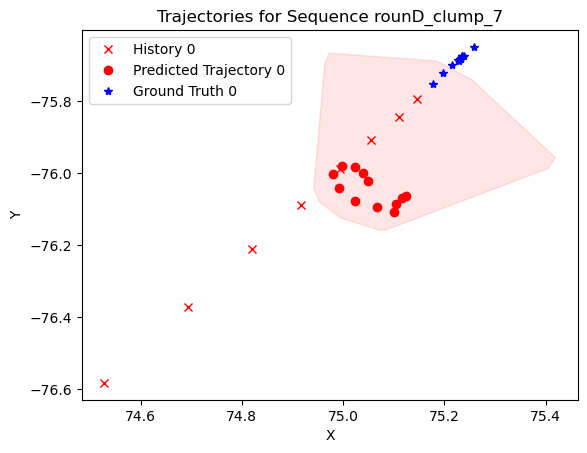 Trajectories for Sequence rounD_clump_7
History 0
Predicted Trajectory 0
Ground Truth 0
−75.8
−76.0
−76.2
−76.4
−76.6
Y
74.6 74.8 75.0 75.2 75.4
X